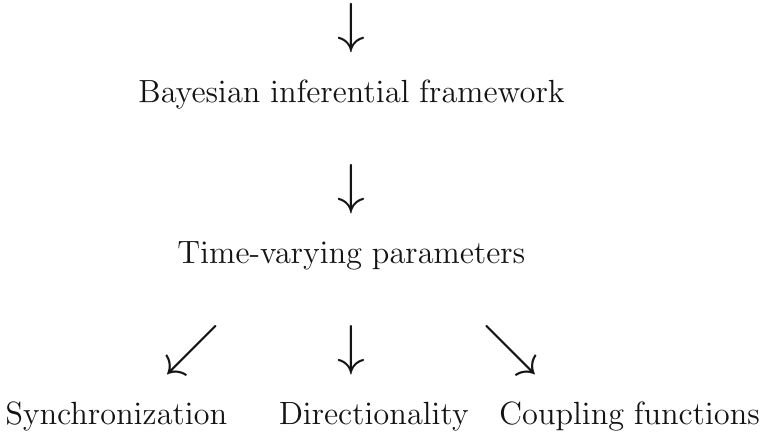 Bayesian inferential framework
Time-varying parameters
Synchronization Directionality Coupling functions